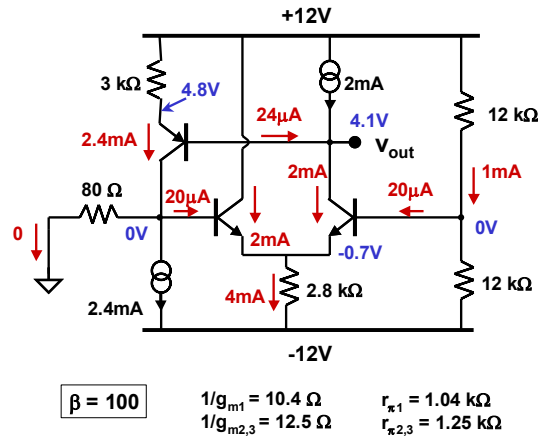 +12V
3 kΩ
4.8V
2mA
24μA
4.1V
12 kΩ
2.4mA
vout
80 Ω
20μA
2mA
20μA
1mA
0
0V
2mA
-0.7V
0V
2.4mA
4mA
2.8 kΩ
12 kΩ
-12V
β = 100
1/gm1 = 10.4 Ω
rπ1 = 1.04 kΩ
1/gm2,3 = 12.5 Ω
rπ2,3 = 1.25 kΩ